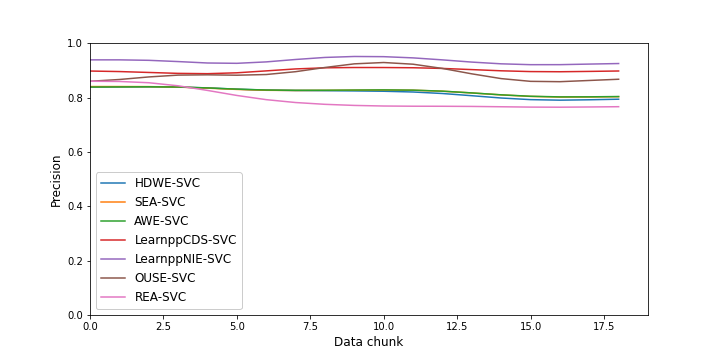 1.0
0.8
0.6
0.4
0.2
0.0
Precision
HDWE-SVC
SEA-SVC
AWE-SVC
LearnppCDS-SVC
LearnppNIE-SVC
OUSE-SVC
REA-SVC
0.0 2.5 5.0 7.5 10.0 12.5 15.0 17.5
Data chunk